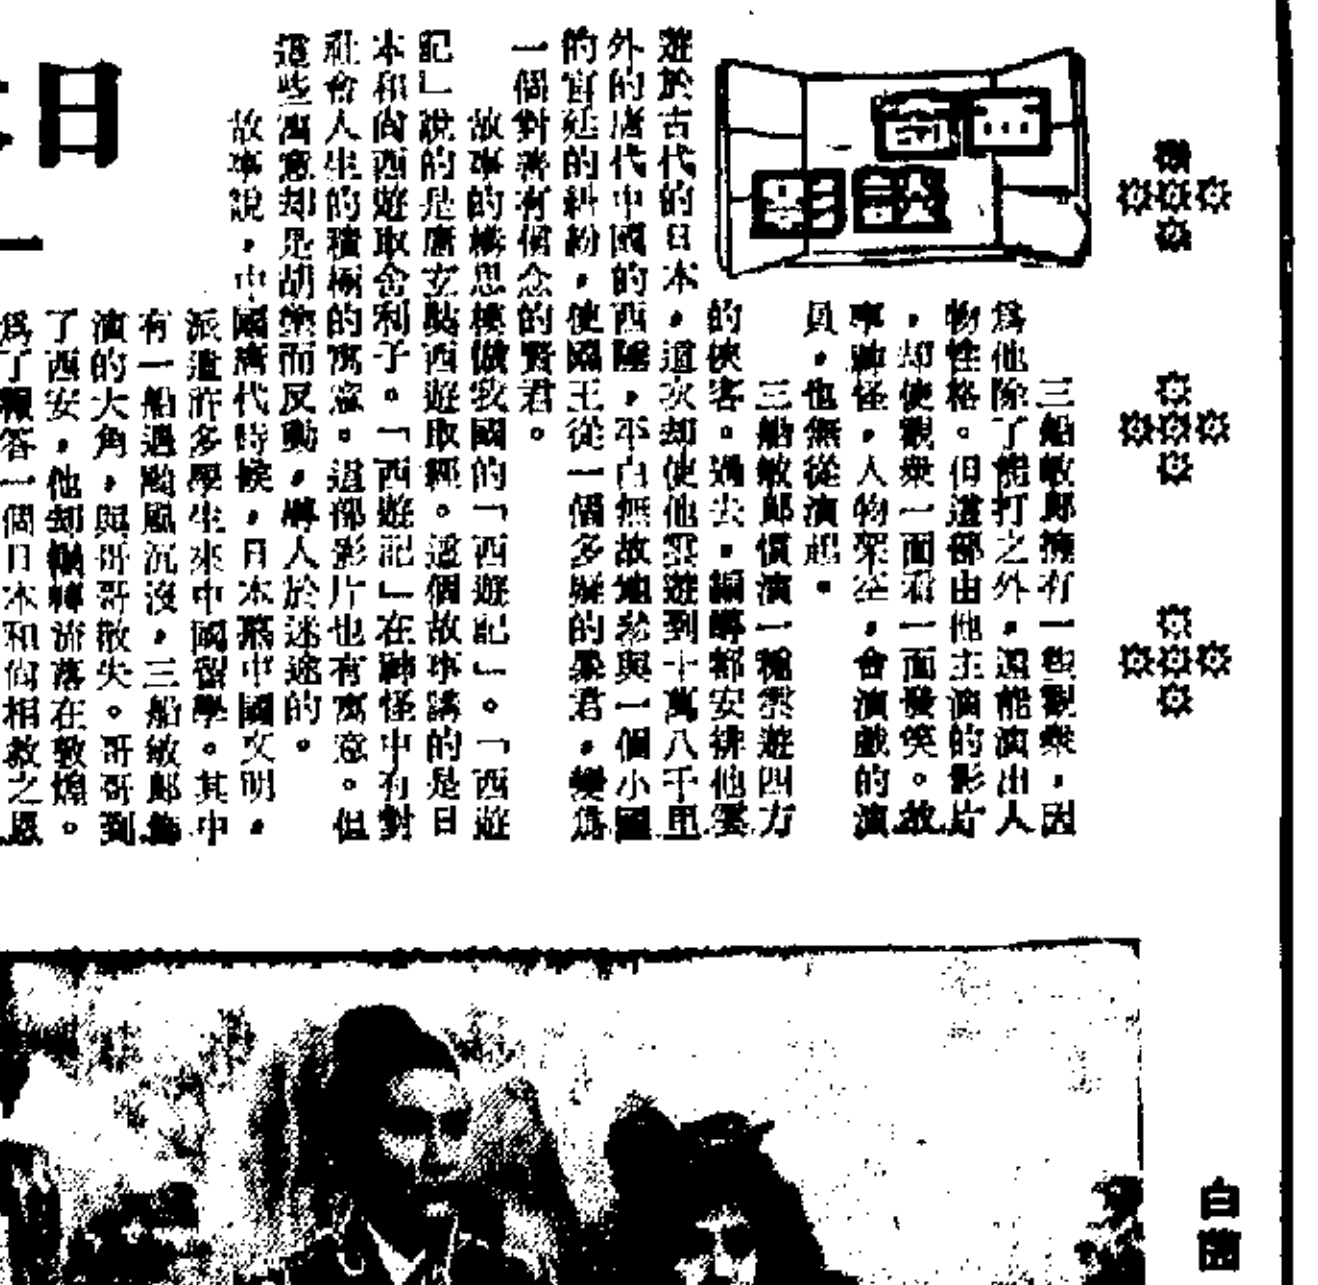 日
一
三船敏郎擁有一些觀衆，因
爲他除了能打之外，還能演出人
物性格。但這部由他主演的影片
，却使觀衆一面看一面發笑。故
事神怪，人物架空，會演戲的演
員，也無從演起。
三船敏郎慣演一種雲遊四方
的俠客。過去，編導都安排他雲
遊於古代的日本，這次却使他雲遊到十萬八千里
外的唐代中國的西陲，平白無故地參與一個小國
的宮廷的糾紛，使國王從一個多疑的暴君，變爲
一個對善有信念的賢君。
故事的構思模倣我國的「西遊記」。「西遊
記」說的是唐玄奘西遊取經。這個故事講的是日
本和尚西遊取舍利子。「西遊記」在神怪中有對
社會人生的積極的寓意。這部影片也有寓意。但
這些寓意却是胡塗而反動，導人於迷途的。
故事說，中國唐代時候，日本慕中國文明，
派遣許多學生來中國留學。其中
有一船遇颱風沉沒，三船敏郎飾
演的大角，與哥哥散失。哥哥到
了西安，他却輾轉流落在敦煌。
爲了報答一個日本和尚相救之恩
白茵